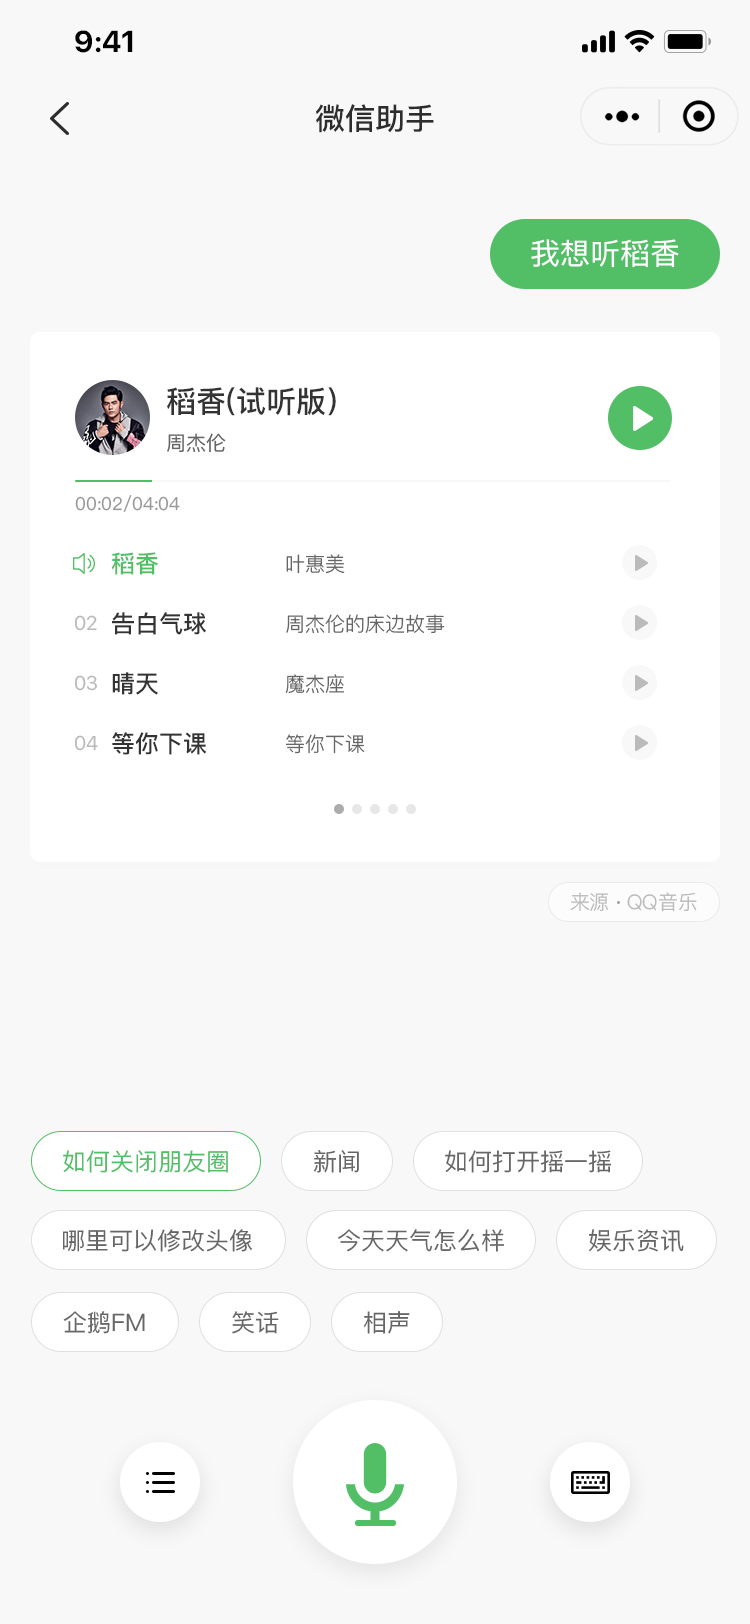 9:41
微信助手
我想听稻香
稻香(试听版)
周杰伦
00:02/04:04
稻香 叶惠美
02 告白气球 周杰伦的床边故事
03 晴天 魔杰座
04 等你下课 等你下课
来源·QQ音乐
如何关闭朋友圈 新闻 如何打开摇一摇
哪里可以修改头像 今天天气怎么样 娱乐资讯
企鹅FM 笑话 相声